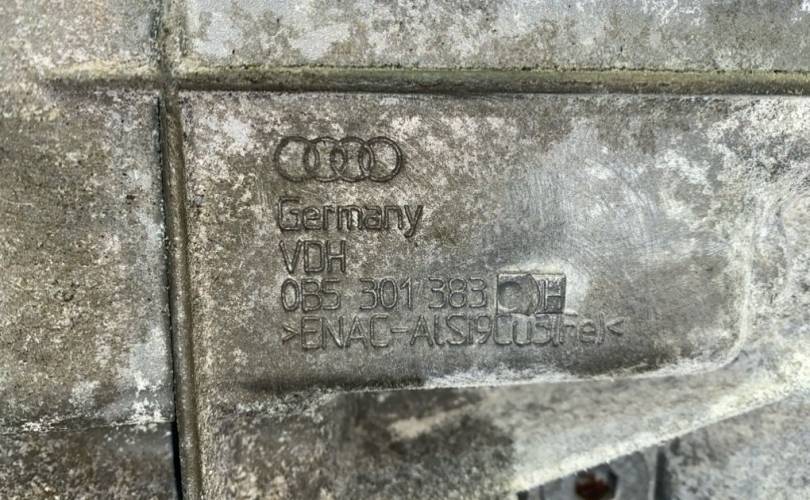 Germany
VDH
0B5 301 383 H
>ENAC-AlSi9Cu3(Fe)<